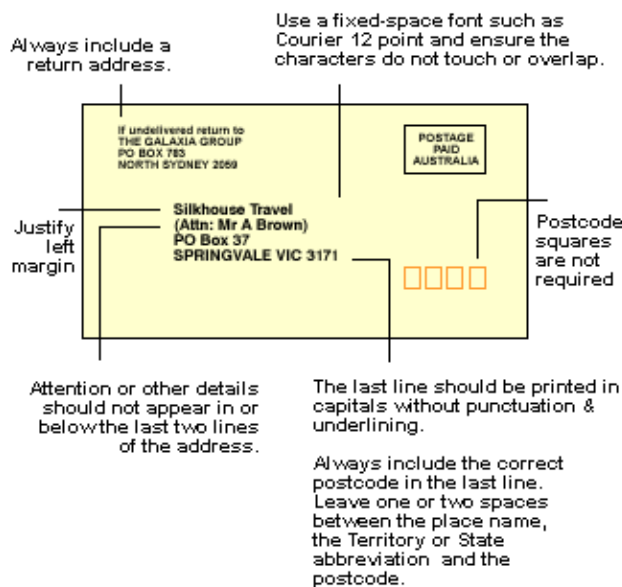 Always include a
return address.
Use a fixed-space font such as
Courier 12 point and ensure the
characters do not touch or overlap.
If undelivered return to
THE GALAXIA GROUP
PO BOX 783
NORTH SYDNEY 2059
POSTAGE
PAID
AUSTRALIA
Justify
left
margin
Silkhouse Travel
(Attn: Mr A Brown)
PO Box 37
SPRINGVALE VIC 3171
Postcode
squares
are not
required
Attention or other details
should not appear in or
below the last two lines
of the address.
The last line should be printed in
capitals without punctuation &
underlining.
Always include the correct
postcode in the last line.
Leave one or two spaces
between the place name,
the Territory or State
abbreviation and the
postcode.